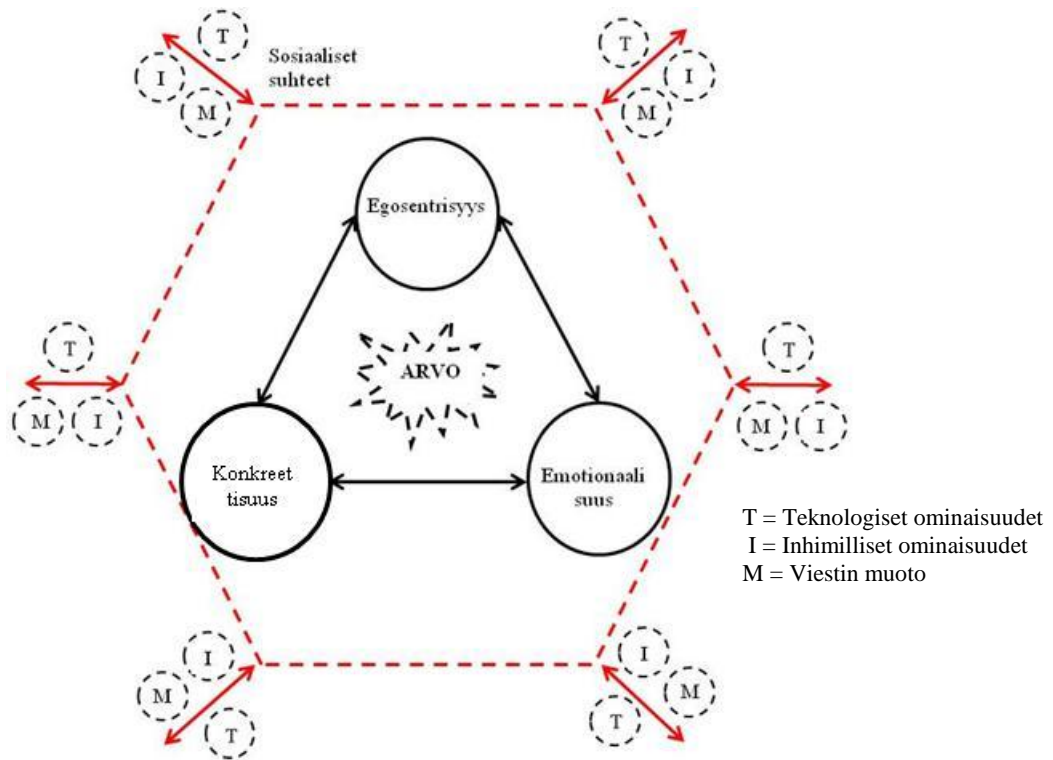 T
Sosiaaliset
suhteet
I
M
T
I
M
Egosentrisyys
T
M
I
ARVO
T
M
I
Konkreet
tisuus
Emotionaali
suus
T = Teknologiset ominaisuudet
I = Inhimilliset ominaisuudet
M = Viestin muoto
I
M
T
I
M
T